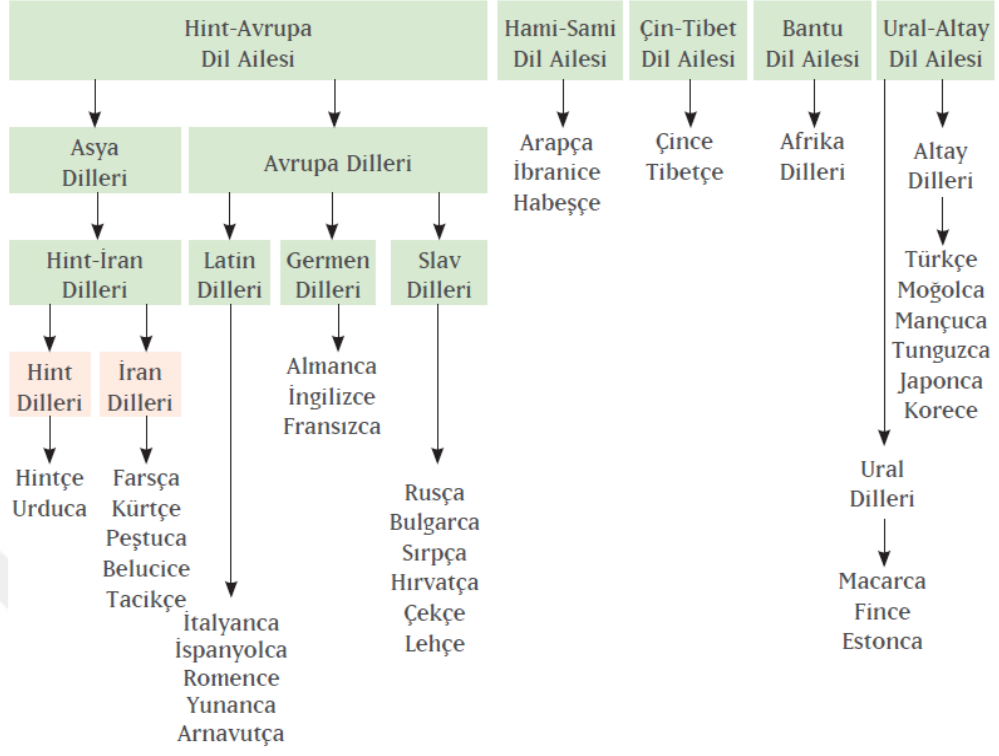 Hint-Avrupa
Dil Ailesi
Hami-Sami
Dil Ailesi
Çin-Tibet
Dil Ailesi
Bantu
Dil Ailesi
Ural-Altay
Dil Ailesi
Asya
Dilleri
Avrupa Dilleri
Arapça
İbranice
Habeşçe
Çince
Tibetçe
Afrika
Dilleri
Altay
Dilleri
Hint-İran
Dilleri
Latin
Dilleri
Germen
Dilleri
Slav
Dilleri
Türkçe
Moğolca
Mançuca
Tunguzca
Japonca
Korece
Hint
Dilleri
İran
Dilleri
Almanca
İngilizce
Fransızca
Hintçe
Urduca
Farsça
Kürtçe
Peştuca
Belucice
Tacikçe
Rusça
Bulgarca
Sırpça
Hırvatça
Çekçe
Lehçe
Ural
Dilleri
Macarca
Fince
Estonca
İtalyanca
İspanyolca
Romence
Yunanca
Arnavutça